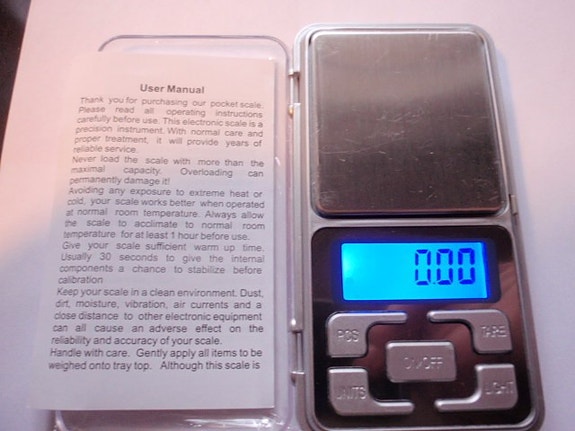 User Manual
Thank you for purchasing our pocket scale.
Please read all operating instructions
carefully before use. This electronic scale is a
precision instrument. With normal care and
proper treatment, it will provide years of
reliable service.
Never load the scale with more than the
maximal capacity. Overloading can
permanently damage it!
Avoiding any exposure to extreme heat or
cold, your scale works better when operated
at normal room temperature. Always allow
the scale to acclimate to normal room
temperature for at least 1 hour before use.
Give your scale sufficient warm up time.
Usually 30 seconds to give the internal
components a chance to stabilize before
calibration
Keep your scale in a clean environment. Dust,
dirt, moisture, vibration, air currents and a
close distance to other electronic equipment
can all cause an adverse effect on the
reliability and accuracy of your scale.
Handle with care. Gently apply all items to be
weighed onto tray top. Although this scale is
0.00
PCS
TARE
ON/OFF
UNITS
LIGHT